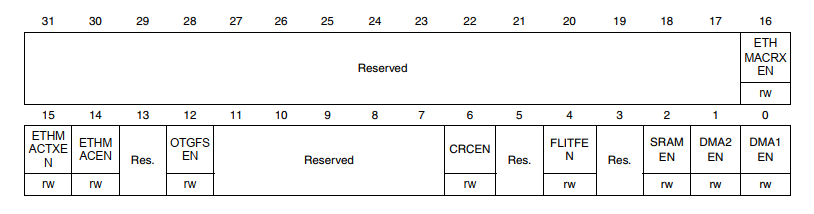 31 30 29 28 27 26 25 24 23 22 21 20 19 18 17 16
Reserved
ETH
MACRX
EN
rw
15 14 13 12 11 10 9 8 7 6 5 4 3 2 1 0
ETHM
ACTXE
N
ETHM
ACEN
Res.
OTGFS
EN
Reserved
CRCEN
Res.
FLITFE
N
Res.
SRAM
EN
DMA2
EN
DMA1
EN
rw rw rw rw rw rw rw rw